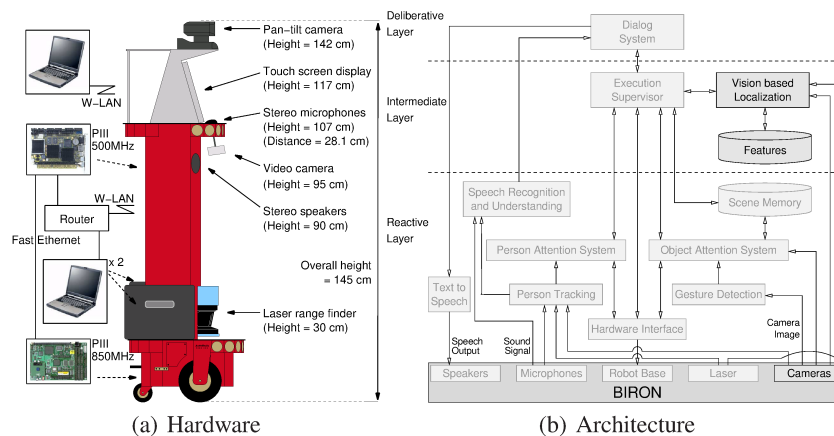 Pan-tilt camera
(Height = 142 cm)
Touch screen display
(Height = 117 cm)
W-LAN
Stereo microphones
(Height = 107 cm)
(Distance = 28.1 cm)
PIII
500MHz
Video camera
(Height = 95 cm)
W-LAN
Router
Stereo speakers
(Height = 90 cm)
Fast Ethernet
x 2
Overall height
= 145 cm
Laser range finder
(Height = 30 cm)
PIII
850MHz
(a) Hardware
Deliberative
Layer
Dialog
System
Intermediate
Layer
Execution
Supervisor
Vision based
Localization
Features
Reactive
Layer
Speech Recognition
and Understanding
Scene Memory
Person Attention System
Object Attention System
Text to
Speech
Person Tracking
Gesture Detection
Hardware Interface
Speech
Output
Sound
Signal
Camera
Image
Speakers
Microphones
Robot Base
Laser
Cameras
BIRON
(b) Architecture